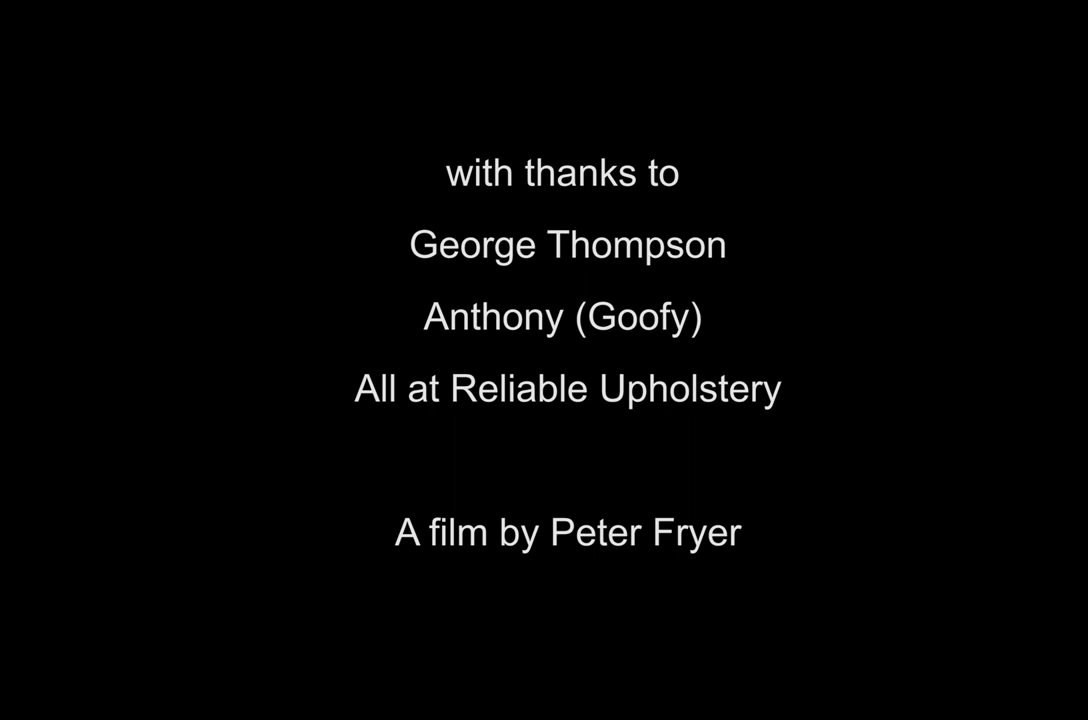 with thanks to
George Thompson
Anthony (Goofy)
All at Reliable Upholstery
A film by Peter Fryer